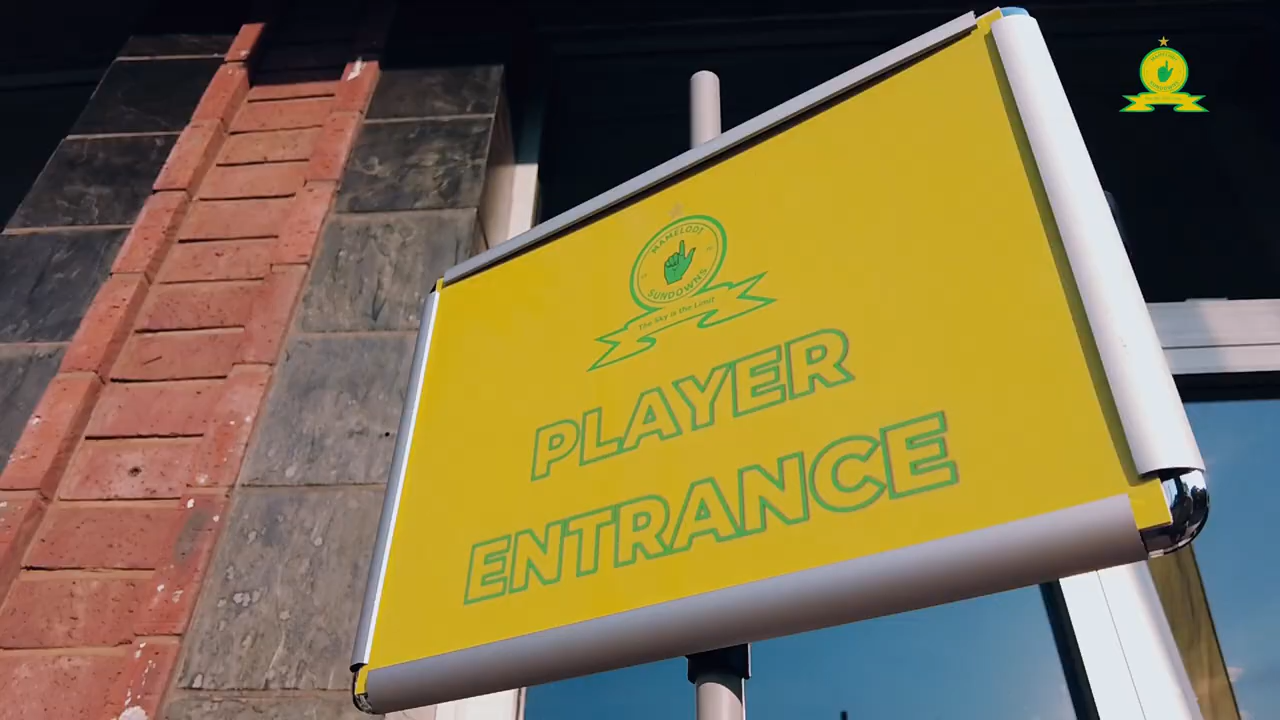 MAMELODI
SUNDOWNS
The Sky is the Limit
PLAYER
ENTRANCE